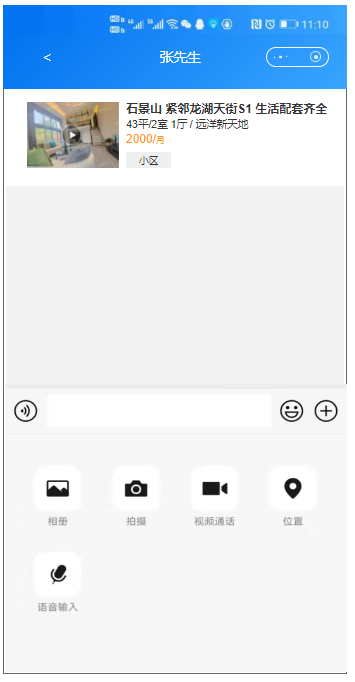 11:10
<
张先生
石景山 紧邻龙湖天街S1 生活配套齐全
43平/2室 1厅 / 远洋新天地
2000/月
小区
相册
拍摄
视频通话
位置
语音输入